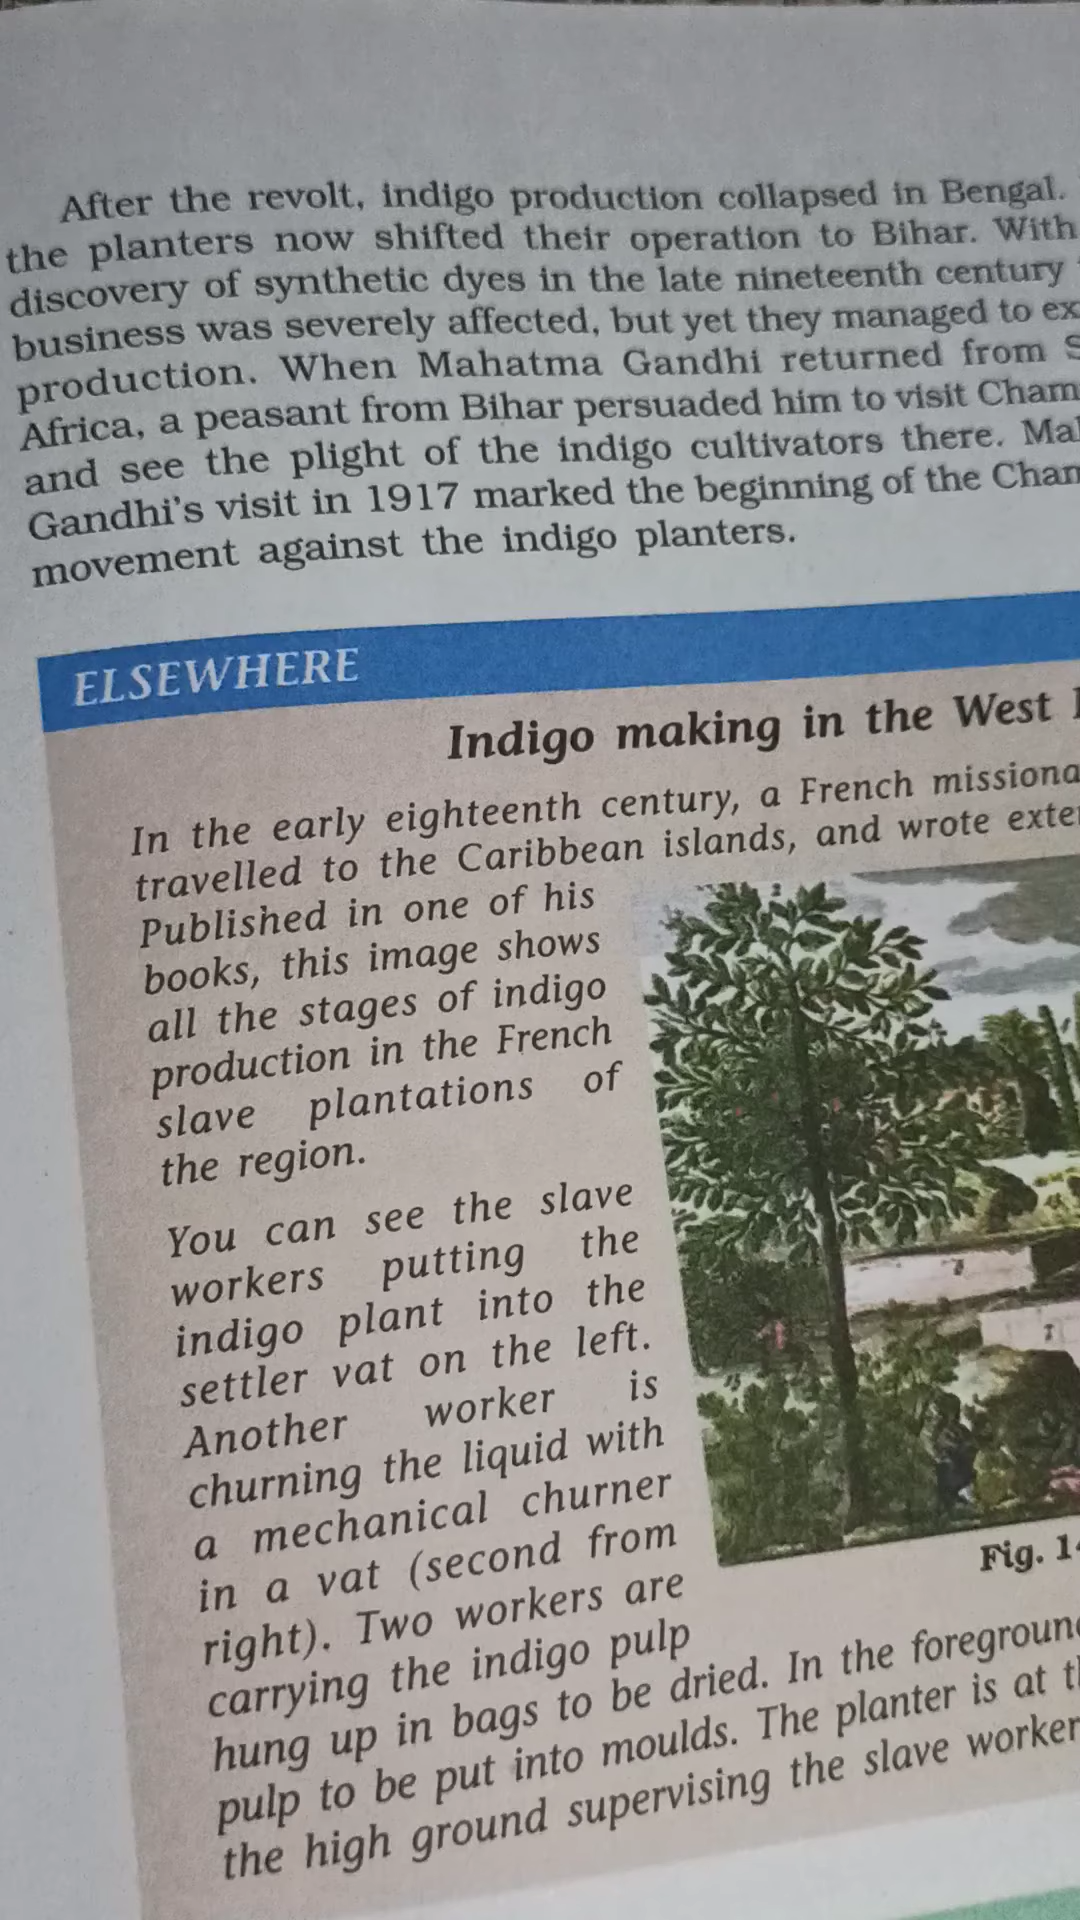 After the revolt, indigo production collapsed in Bengal.
the planters now shifted their operation to Bihar. With
discovery of synthetic dyes in the late nineteenth century
business was severely affected, but yet they managed to ex
production. When Mahatma Gandhi returned from S
Africa, a peasant from Bihar persuaded him to visit Cham
and see the plight of the indigo cultivators there. Ma
Gandhi's visit in 1917 marked the beginning of the Cham
movement against the indigo planters.
ELSEWHERE
Indigo making in the West
In the early eighteenth century, a French missiona
travelled to the Caribbean islands, and wrote exte
Published in one of his
books, this image shows
all the stages of indigo
production in the French
slave plantations of
the region.
You can see the slave
workers putting the
indigo plant into the
settler vat on the left.
Another worker is
churning the liquid with
a mechanical churner
in a vat (second from
right). Two workers are
carrying the indigo pulp
hung up in bags to be dried. In the foreground
pulp to be put into moulds. The planter is at t
the high ground supervising the slave worker
Fig. 1